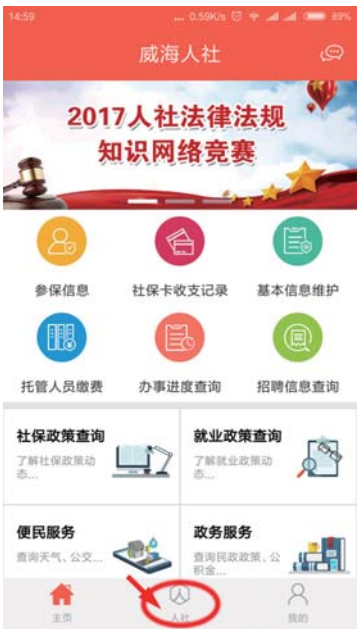 14:59 ... 0.59K/s 89%
威海人社
2017人社法律法规
知识网络竞赛
参保信息 社保卡收支记录 基本信息维护
托管人员缴费 办事进度查询 招聘信息查询
社保政策查询 就业政策查询
了解社保政策动 了解就业政策动
态... 态...
便民服务 政务服务
查询天气、公交... 查询民政政策、公
积金...
主页 人社 我的